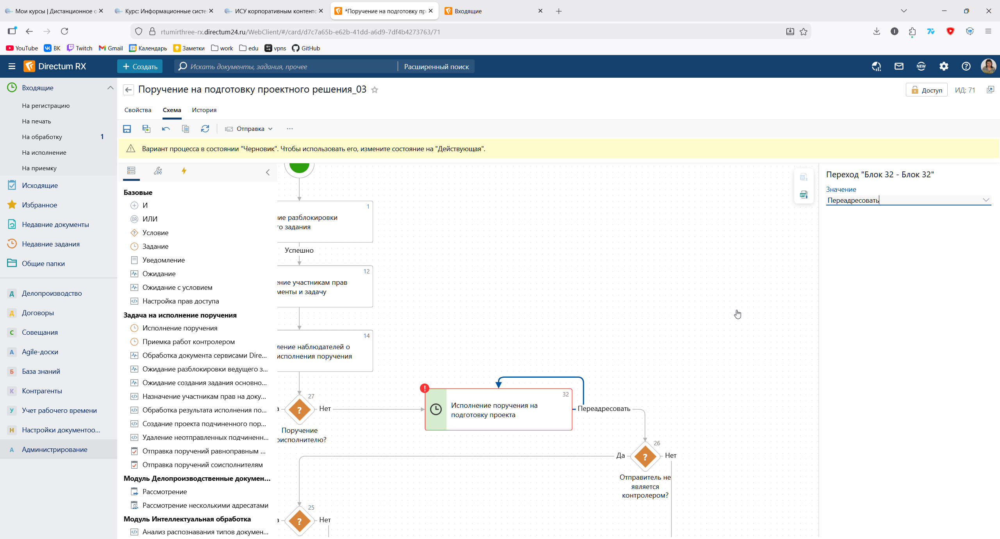 Мои курсы | Дистанционное о
Курс: Информационные систе
ИСУ корпоративным контенто
*Поручение на подготовку пр
Входящие
rtumirthree-rx.directum24.ru/WebClient/#/card/d7c7a65b-e62b-41dd-a6d9-7df4b4273763/71
YouTube
ВК
Twitch
Gmail
Календарь
Заметки
work
edu
vpns
GitHub
Directum RX
Создать
Искать документы, задания, прочее
Расширенный поиск
NEW
Входящие
На регистрацию
На печать
На обработку 1
На исполнение
На приемку
Исходящие
Избранное
Недавние документы
Недавние задания
Общие папки
Д Делопроизводство
Д Договоры
С Совещания
А Agile-доски
Б База знаний
К Контрагенты
У Учет рабочего времени
Н Настройки документоо...
А Администрирование
Поручение на подготовку проектного решения_03
Доступ
ИД: 71
Свойства
Схема
История
Отправка
Вариант процесса в состоянии "Черновик". Чтобы использовать его, измените состояние на "Действующая".
Базовые
И
ИЛИ
Условие
Задание
Уведомление
Ожидание
Ожидание с условием
Настройка прав доступа
Задача на исполнение поручения
Исполнение поручения
Приемка работ контролером
Обработка документа сервисами Dire...
Ожидание разблокировки ведущего з...
Ожидание создания задания основно...
Назначение участникам прав на доку...
Обработка результата исполнения по...
Создание проекта подчиненного пор...
Удаление неотправленных подчиненн...
Отправка поручений равноправным ...
Отправка поручений соисполнителям
Модуль Делопроизводственные докумен...
Рассмотрение
Рассмотрение несколькими адресатами
Модуль Интеллектуальная обработка
Анализ распознавания типов докумен...
1
ие разблокировки
го задания
Успешно
12
ение участникам прав
менты и задачу
14
ление наблюдателей о
исполнения поручения
27
а
Нет
Поручение
оисполнителю?
32
Исполнение поручения на
подготовку проекта
Переадресовать
26
Да
Нет
Отправитель не
является
контролером?
25
а
Нет
Переход "Блок 32 - Блок 32"
Значение
Переадресовать